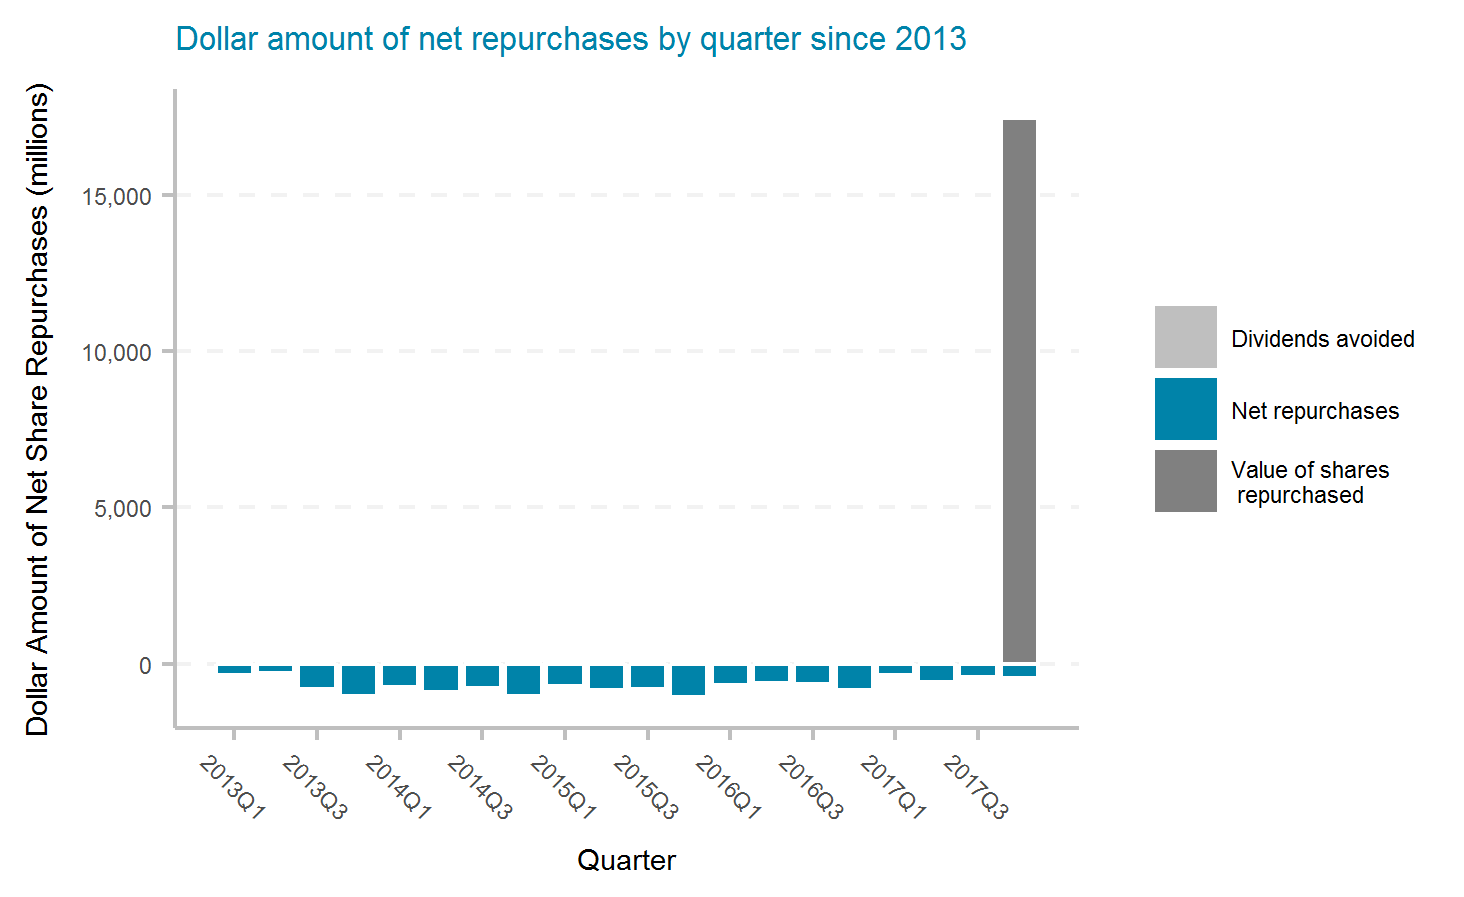 Dollar amount of net repurchases by quarter since 2013
Dollar Amount of Net Share Repurchases (millions)
15,000
10,000
5,000
0
2013Q1
2013Q3
2014Q1
2014Q3
2015Q1
2015Q3
2016Q1
2016Q3
2017Q1
2017Q3
Quarter
Dividends avoided
Net repurchases
Value of shares
repurchased